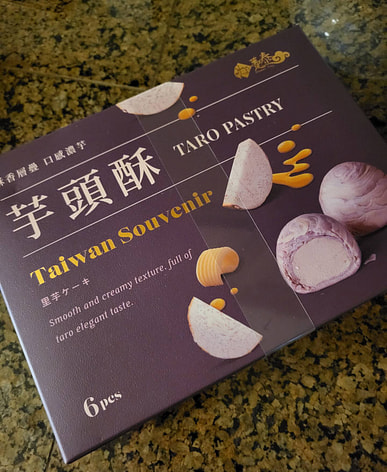 酥香層疊 口感濃芋
芋頭酥
TARO PASTRY
Taiwan Souvenir
里芋ケーキ
Smooth and creamy texture, full of
taro elegant taste.
6pcs